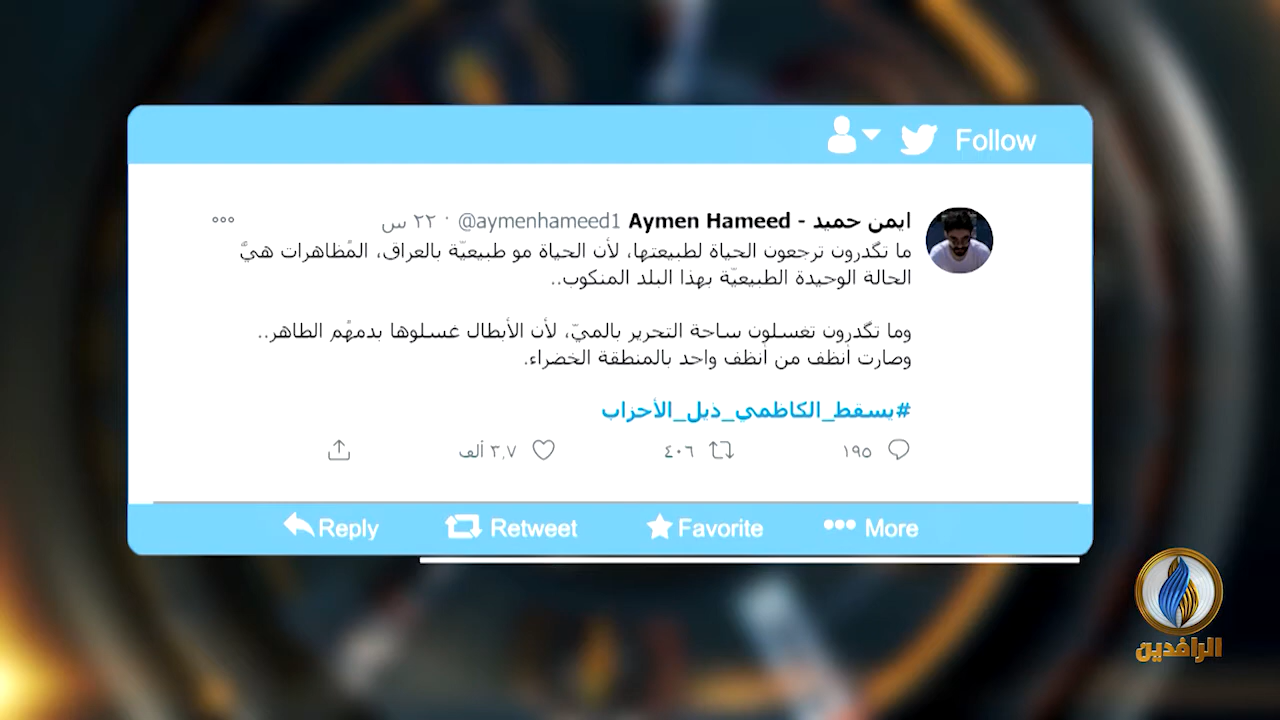 Follow
ايمن حميد - Aymen Hameed @aymenhameed1 · ٢٢ س
ما تگدرون ترجعون الحياة لطبيعتها، لأن الحياة مو طبيعيّة بالعراق، المُظاهرات هيَّ
الحالة الوحيدة الطبيعيّة بهذا البلد المنكوب..
وما تگدرون تغسلون ساحة التحرير بالميّ، لأن الأبطال غسلوها بدمهُم الطاهر..
وصارت أنظف من أنظف واحد بالمنطقة الخضراء.
#يسقط_الكاظمي_ذيل_الأحزاب
١٩٥ ٤٠٦ ٣,٧ ألف
Reply Retweet Favorite More
الرافدين